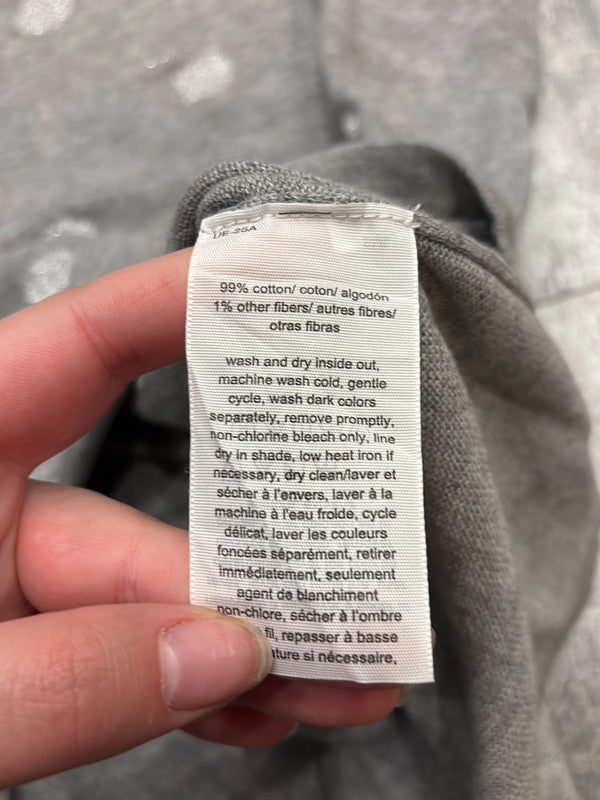 99% cotton/ coton/ algodón
1% other fibers/ autres fibres/
otras fibras
wash and dry inside out,
machine wash cold, gentle
cycle, wash dark colors
separately, remove promptly,
non-chlorine bleach only, line
dry in shade, low heat iron if
necessary, dry clean/laver et
sécher à l'envers, laver à la
machine à l'eau froide, cycle
délicat, laver les couleurs
foncées séparément, retirer
immédiatement, seulement
agent de blanchiment
non-chlore, sécher à l'ombre
fil, repasser à basse
si nécessaire,